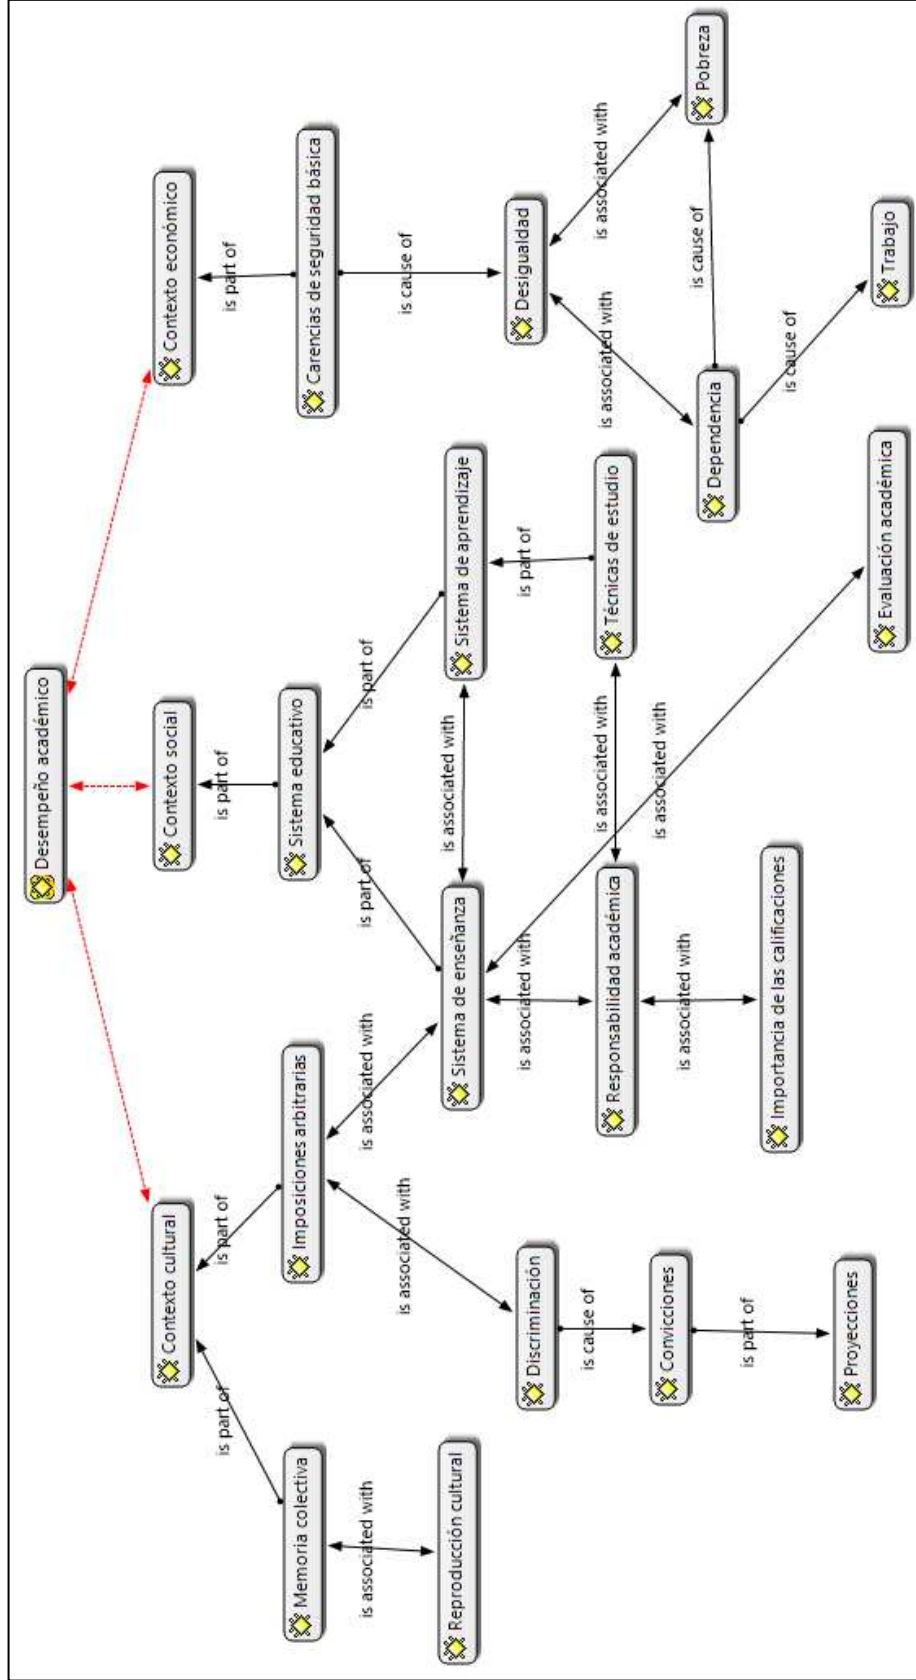 Desempeño académico
Contexto cultural
Contexto social
Contexto económico
is part of
is part of
is part of
is part of
Memoria colectiva
Imposiciones arbitrarias
Sistema educativo
Carencias de seguridad básica
is associated with
is associated with
is part of
is part of
is cause of
is associated with
Reproducción cultural
Sistema de enseñanza
is associated with
Sistema de aprendizaje
Discriminación
is associated with
is part of
Desigualdad
is cause of
is associated with
is associated with
Convicciones
Responsabilidad académica
is associated with
Técnicas de estudio
is associated with
is associated with
Dependencia
is cause of
Pobreza
is part of
is cause of
Proyecciones
Importancia de las calificaciones
Evaluación académica
Trabajo